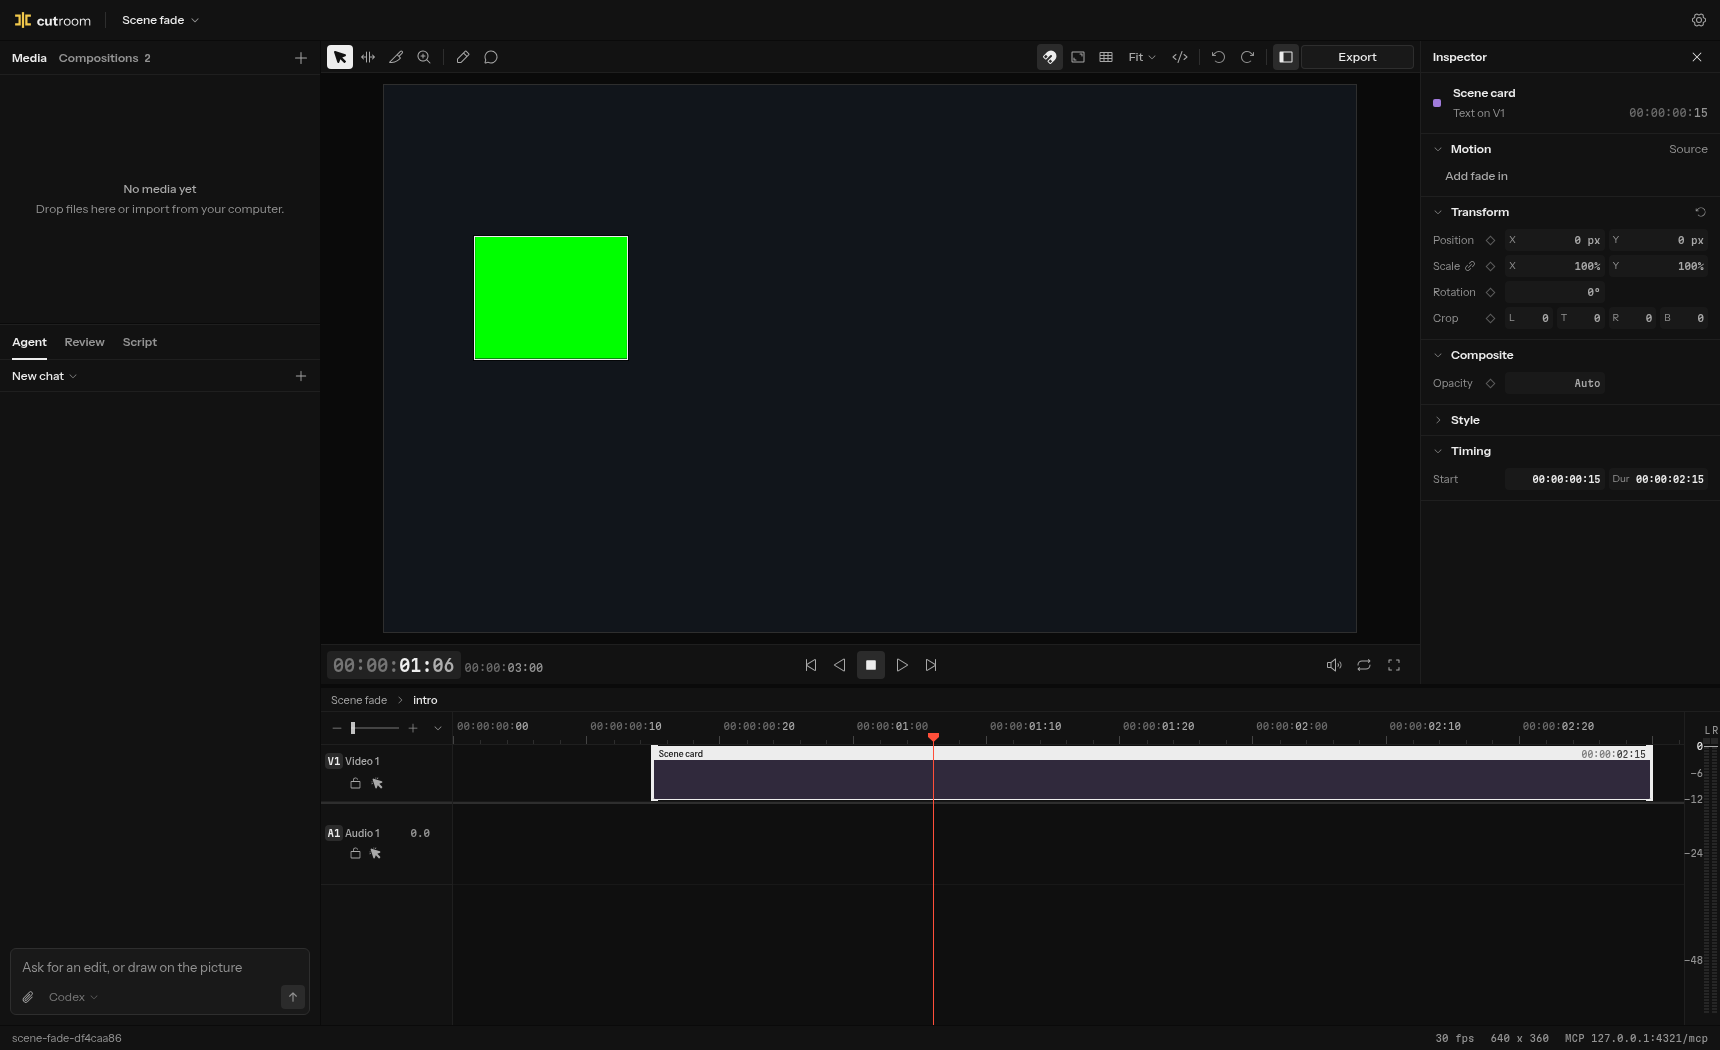 cutroom
Scene fade
Media
Compositions 2
No media yet
Drop files here or import from your computer.
Agent
Review
Script
New chat
Ask for an edit, or draw on the picture
Codex
scene-fade-df4caa86
Fit
Export
00:00:01:06
00:00:03:00
Scene fade
intro
00:00:00:00
00:00:00:10
00:00:00:20
00:00:01:00
00:00:01:10
00:00:01:20
00:00:02:00
00:00:02:10
00:00:02:20
V1 Video 1
Scene card
00:00:02:15
A1 Audio 1 0.0
L R
0
-6
-12
-24
-48
Inspector
Scene card
Text on V1
00:00:00:15
Motion
Source
Add fade in
Transform
Position X 0 px Y 0 px
Scale X 100% Y 100%
Rotation 0°
Crop L 0 T 0 R 0 B 0
Composite
Opacity Auto
Style
Timing
Start 00:00:00:15 Dur 00:00:02:15
30 fps
640 x 360
MCP 127.0.0.1:4321/mcp